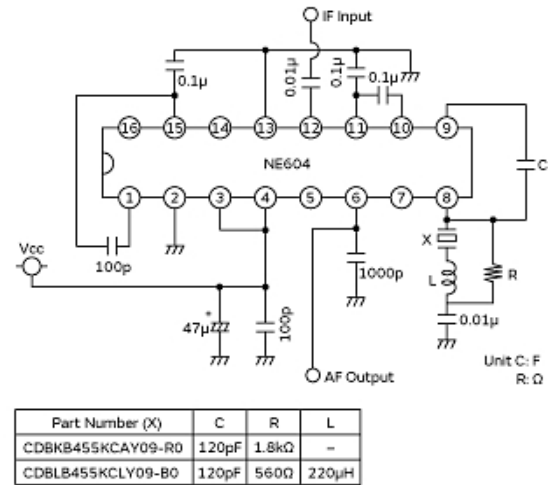 IF Input
0.1µ
0.01µ
0.1µ
0.1µ
16 15 14 13 12 11 10 9
NE604
C
1 2 3 4 5 6 7 8
Vcc
100p
X
1000p
L
R
+
47µ
100p
0.01µ
AF Output
Unit C: F
R: Ω
Part Number (X) C R L
CDBKB455KCAY09-R0 120pF 1.8kΩ –
CDBLB455KCLY09-B0 120pF 560Ω 220µH